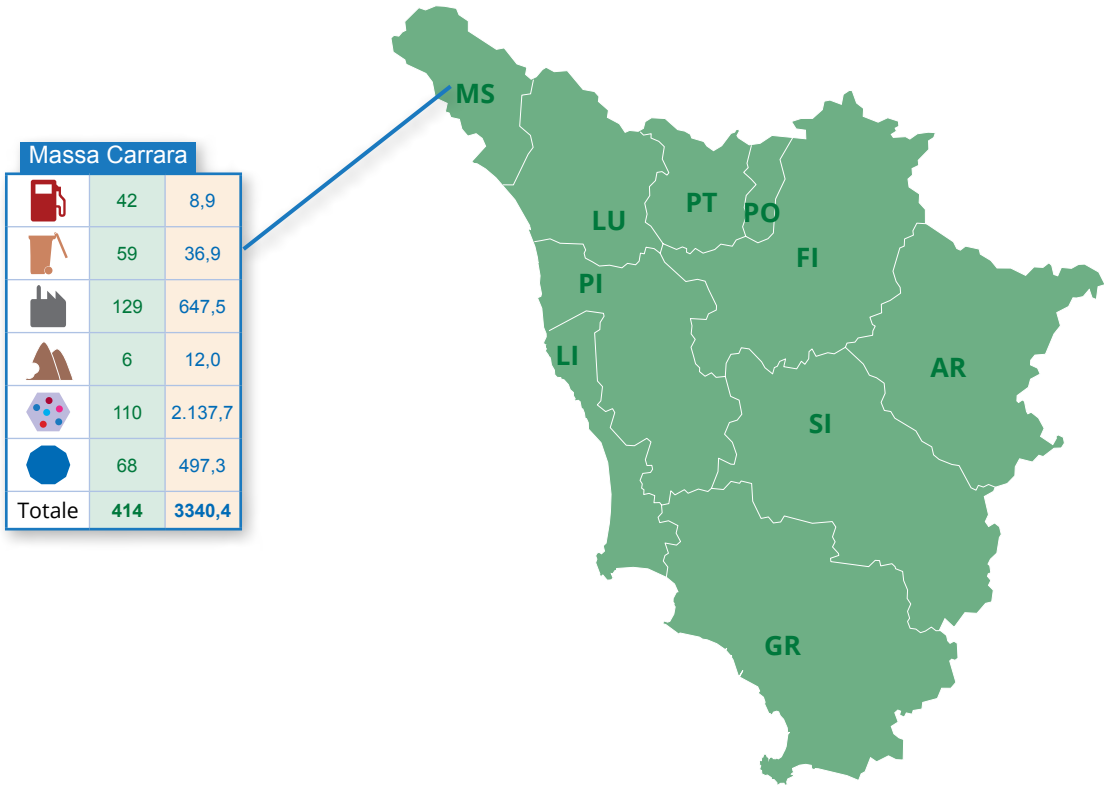 MS
Massa Carrara
42 8,9
59 36,9
129 647,5
6 12,0
110 2.137,7
68 497,3
Totale 414 3340,4
LU
PT
PO
FI
PI
LI
AR
SI
GR